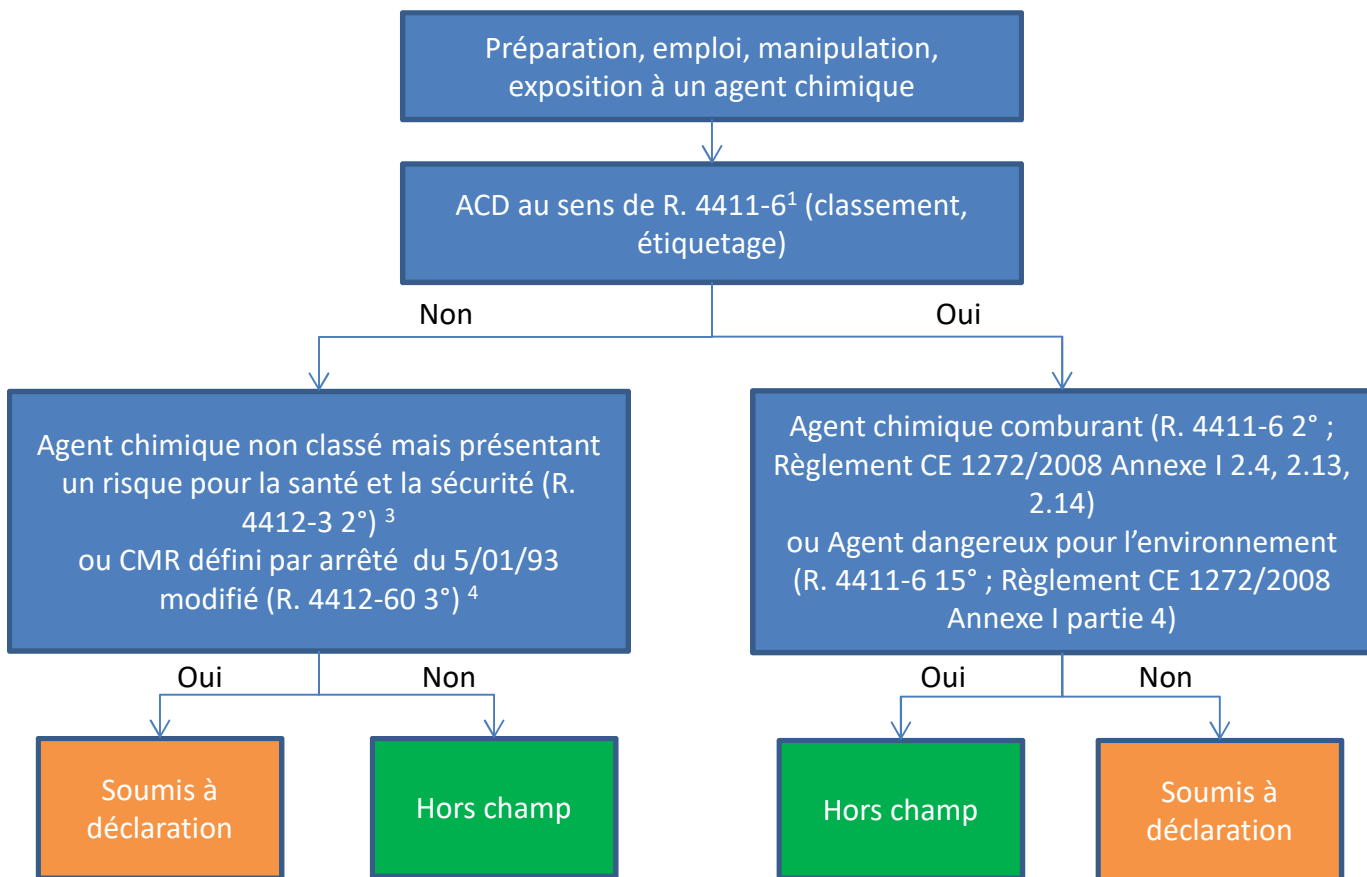 Préparation, emploi, manipulation,
exposition à un agent chimique
ACD au sens de R. 4411-6¹ (classement,
étiquetage)
Non
Oui
Agent chimique non classé mais présentant
un risque pour la santé et la sécurité (R.
4412-3 2°) ³
ou CMR défini par arrêté du 5/01/93
modifié (R. 4412-60 3°) ⁴
Agent chimique comburant (R. 4411-6 2° ;
Règlement CE 1272/2008 Annexe I 2.4, 2.13,
2.14)
ou Agent dangereux pour l’environnement
(R. 4411-6 15° ; Règlement CE 1272/2008
Annexe I partie 4)
Oui
Non
Oui
Non
Soumis à
déclaration
Hors champ
Hors champ
Soumis à
déclaration